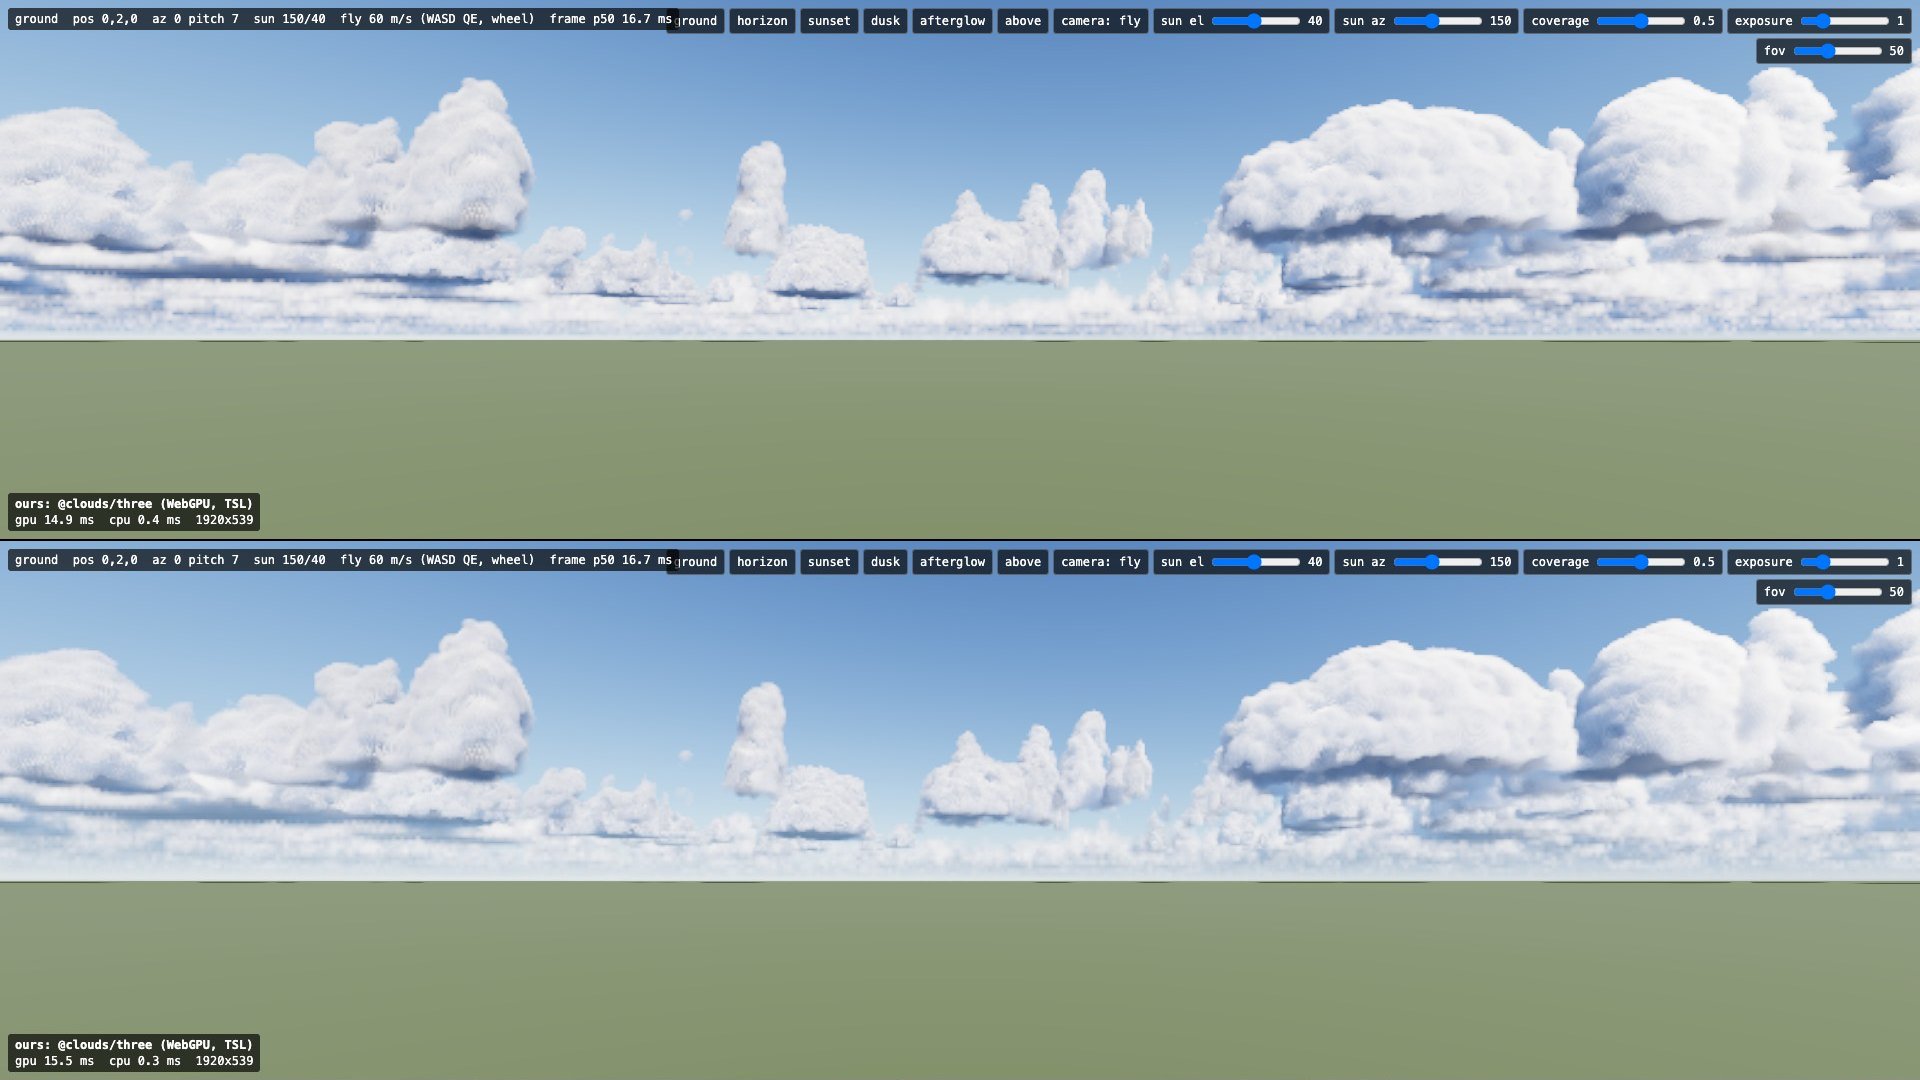 ground  pos 0,2,0  az 0 pitch 7  sun 150/40  fly 60 m/s (WASD QE, wheel)  frame p50 16.7 ms
ground  horizon  sunset  dusk  afterglow  above  camera: fly  sun el  40  sun az  150  coverage  0.5  exposure  1
fov  50
ours: @clouds/three (WebGPU, TSL)
gpu 14.9 ms  cpu 0.4 ms  1920x539
ground  pos 0,2,0  az 0 pitch 7  sun 150/40  fly 60 m/s (WASD QE, wheel)  frame p50 16.7 ms
ground  horizon  sunset  dusk  afterglow  above  camera: fly  sun el  40  sun az  150  coverage  0.5  exposure  1
fov  50
ours: @clouds/three (WebGPU, TSL)
gpu 15.5 ms  cpu 0.3 ms  1920x539